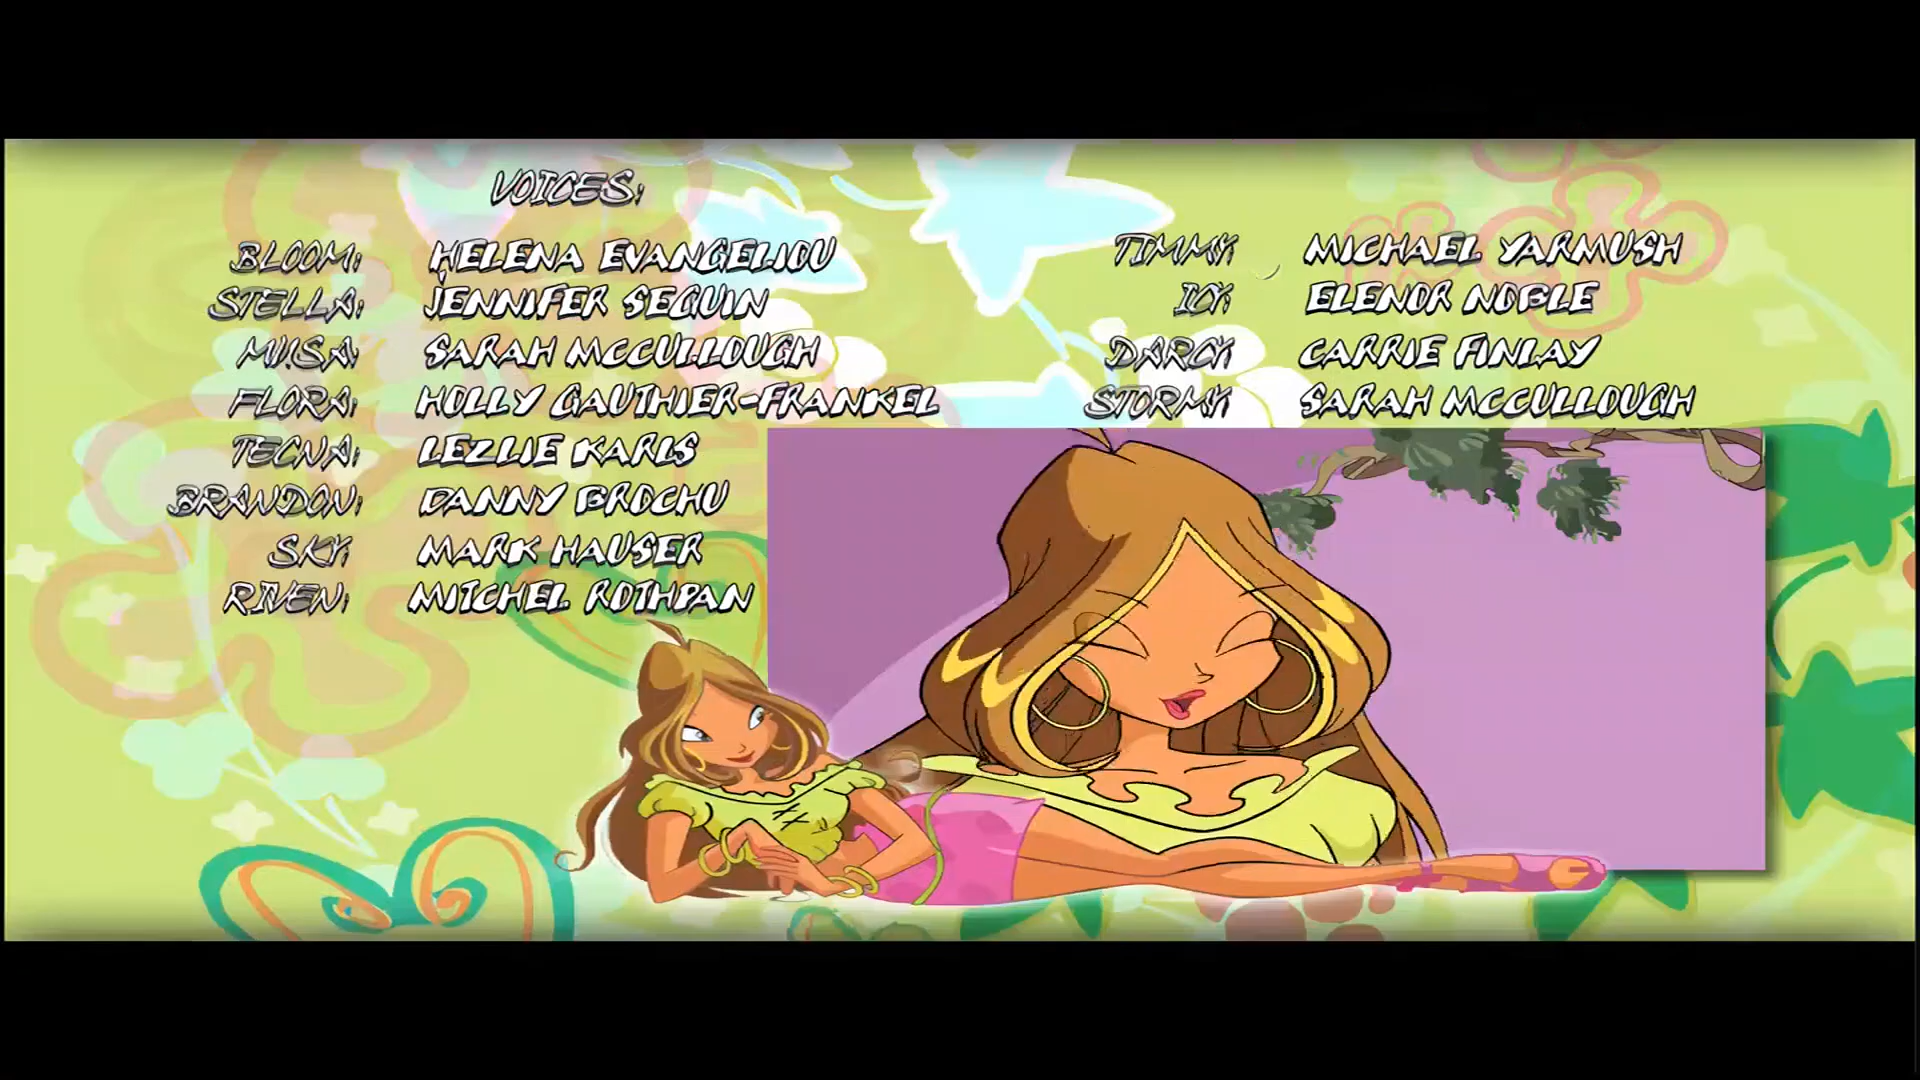 VOICES:
BLOOM: HELENA EVANGELIOU
STELLA: JENNIFER SEGUIN
MUSA: SARAH MCCULLOUGH
FLORA: HOLLY GAUTHIER-FRANKEL
TECNA: LEZLIE KARLS
BRANDON: DANNY BROCHU
SKY: MARK HAUSER
RIVEN: MITCHEL ROTHPAN
TIMMY: MICHAEL YARMUSH
ICY: ELENOR NOBLE
DARCY: CARRIE FINLAY
STORMY: SARAH MCCULLOUGH